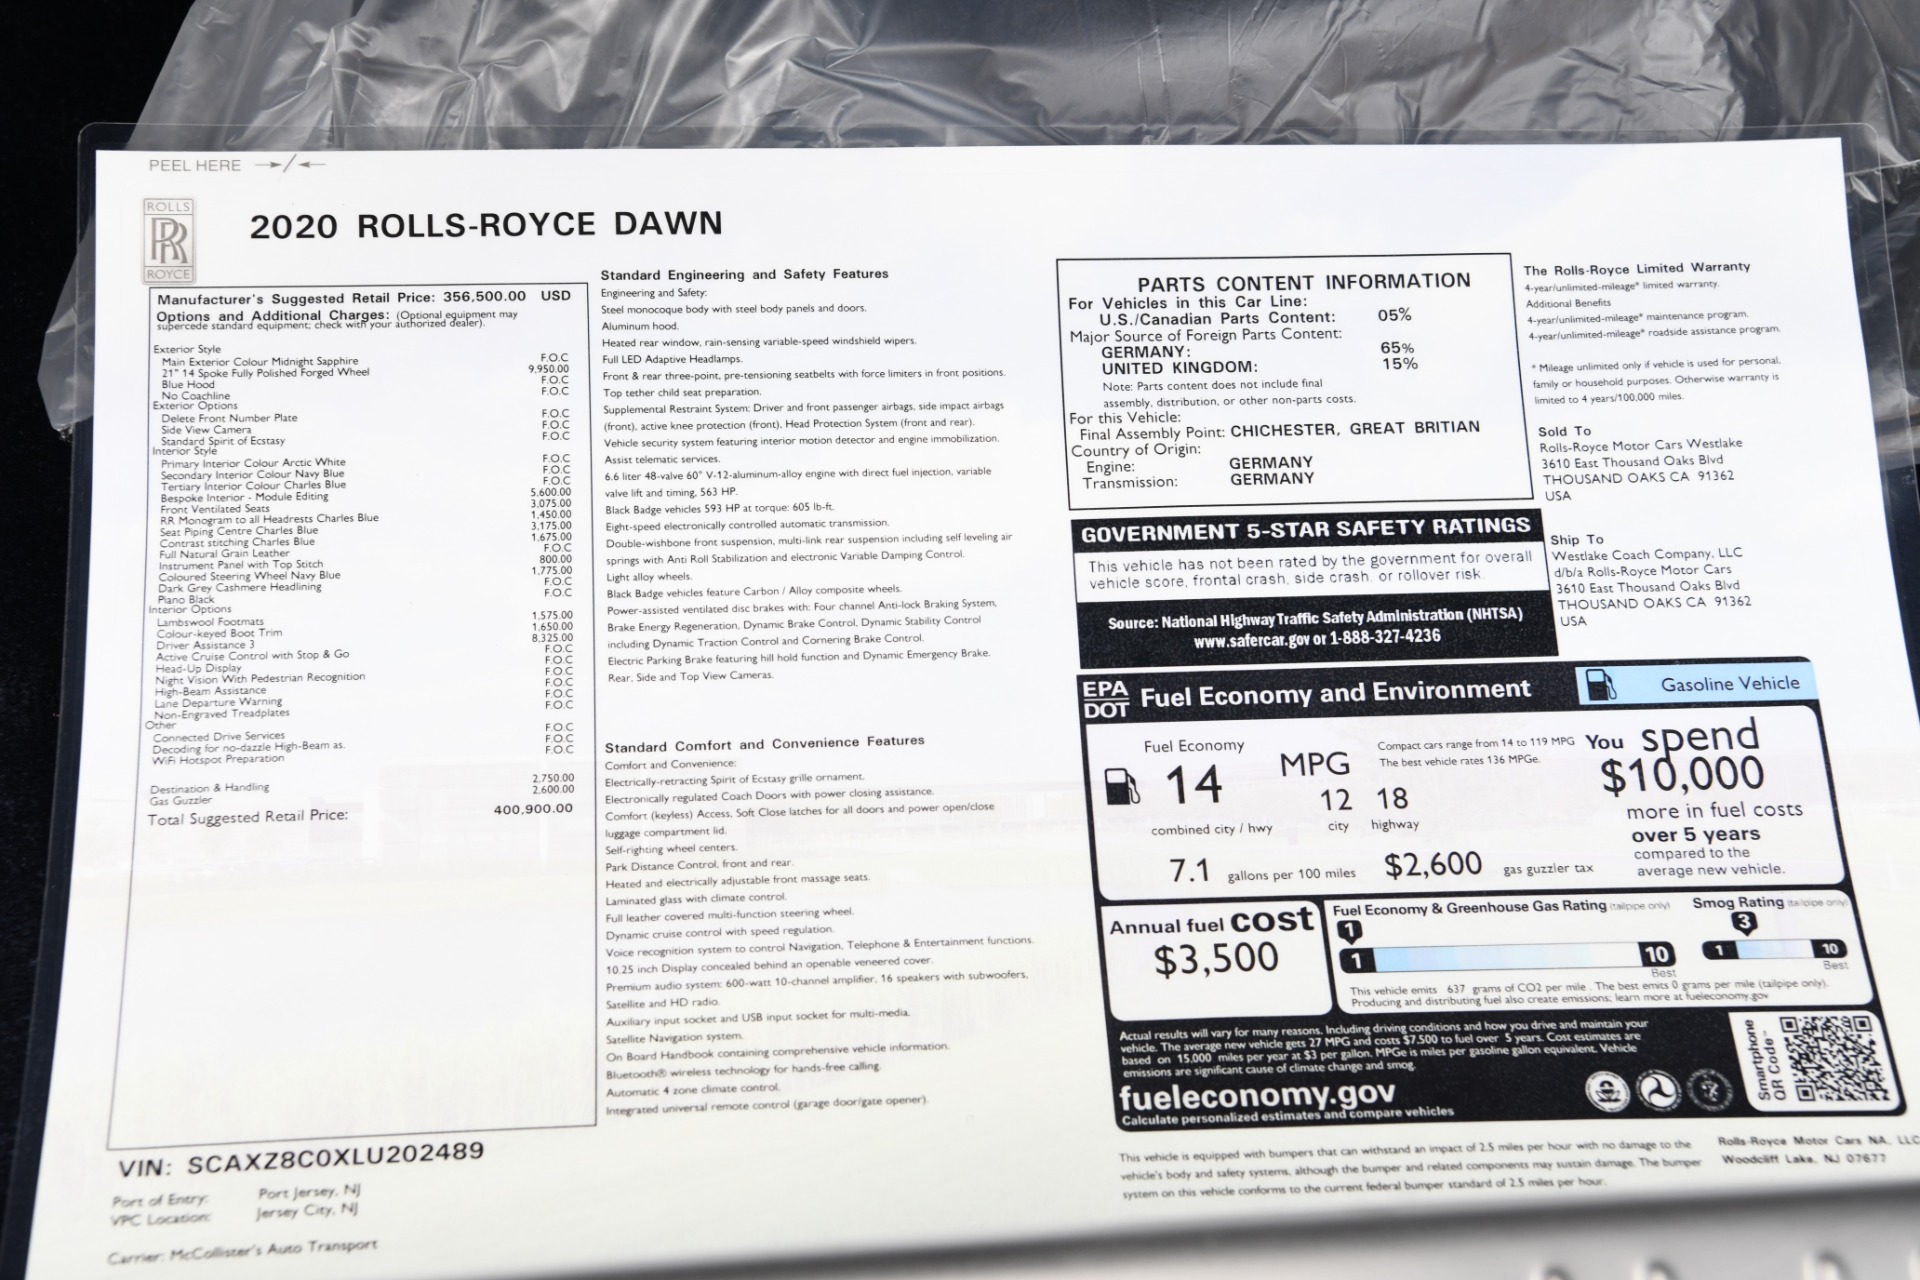 PEEL HERE
ROLLS
RR
ROYCE
2020 ROLLS-ROYCE DAWN
Manufacturer's Suggested Retail Price: 356,500.00 USD
Options and Additional Charges: (Optional equipment may
supercede standard equipment; check with your authorized dealer).
Exterior Style
Main Exterior Colour Midnight Sapphire F.O.C
21" 14 Spoke Fully Polished Forged Wheel 9,950.00
Blue Hood F.O.C
No Coachline F.O.C
Exterior Options
Delete Front Number Plate F.O.C
Side View Camera F.O.C
Standard Spirit of Ecstasy F.O.C
Interior Style
Primary Interior Colour Arctic White F.O.C
Secondary Interior Colour Navy Blue F.O.C
Tertiary Interior Colour Charles Blue F.O.C
Bespoke Interior - Module Editing 5,600.00
Front Ventilated Seats 3,075.00
RR Monogram to all Headrests Charles Blue 1,450.00
Seat Piping Centre Charles Blue 3,175.00
Contrast stitching Charles Blue 1,675.00
Full Natural Grain Leather F.O.C
Instrument Panel with Top Stitch 800.00
Coloured Steering Wheel Navy Blue 1,775.00
Dark Grey Cashmere Headlining F.O.C
Piano Black F.O.C
Interior Options
Lambswool Footmats 1,575.00
Colour-keyed Boot Trim 1,650.00
Driver Assistance 3 8,325.00
Active Cruise Control with Stop & Go F.O.C
Head-Up Display F.O.C
Night Vision With Pedestrian Recognition F.O.C
High-Beam Assistance F.O.C
Lane Departure Warning F.O.C
Non-Engraved Treadplates F.O.C
Other
Connected Drive Services F.O.C
Decoding for no-dazzle High-Beam as. F.O.C
WiFi Hotspot Preparation F.O.C
Destination & Handling 2,750.00
Gas Guzzler 2,600.00
Total Suggested Retail Price: 400,900.00
VIN: SCAXZ8C0XLU202489
Port of Entry: Port Jersey, NJ
VPC Location: Jersey City, NJ
Carrier: McCollister's Auto Transport
Standard Engineering and Safety Features
Engineering and Safety:
Steel monocoque body with steel body panels and doors.
Aluminum hood.
Heated rear window, rain-sensing variable-speed windshield wipers.
Full LED Adaptive Headlamps.
Front & rear three-point, pre-tensioning seatbelts with force limiters in front positions.
Top tether child seat preparation.
Supplemental Restraint System: Driver and front passenger airbags, side impact airbags
(front), active knee protection (front), Head Protection System (front and rear).
Vehicle security system featuring interior motion detector and engine immobilization.
Assist telematic services.
6.6 liter 48-valve 60° V-12-aluminum-alloy engine with direct fuel injection, variable
valve lift and timing, 563 HP.
Black Badge vehicles 593 HP at torque: 605 lb-ft.
Eight-speed electronically controlled automatic transmission.
Double-wishbone front suspension, multi-link rear suspension including self leveling air
springs with Anti Roll Stabilization and electronic Variable Damping Control.
Light alloy wheels.
Black Badge vehicles feature Carbon / Alloy composite wheels.
Power-assisted ventilated disc brakes with: Four channel Anti-lock Braking System,
Brake Energy Regeneration, Dynamic Brake Control, Dynamic Stability Control
including Dynamic Traction Control and Cornering Brake Control.
Electric Parking Brake featuring hill hold function and Dynamic Emergency Brake.
Rear, Side and Top View Cameras.
Standard Comfort and Convenience Features
Comfort and Convenience:
Electrically-retracting Spirit of Ecstasy grille ornament.
Electronically regulated Coach Doors with power closing assistance.
Comfort (keyless) Access, Soft Close latches for all doors and power open/close
luggage compartment lid.
Self-righting wheel centers.
Park Distance Control, front and rear.
Heated and electrically adjustable front massage seats.
Laminated glass with climate control.
Full leather covered multi-function steering wheel.
Dynamic cruise control with speed regulation.
Voice recognition system to control Navigation, Telephone & Entertainment functions.
10.25 inch Display concealed behind an openable veneered cover.
Premium audio system: 600-watt 10-channel amplifier, 16 speakers with subwoofers,
Satellite and HD radio.
Auxiliary input socket and USB input socket for multi-media.
Satellite Navigation system.
On Board Handbook containing comprehensive vehicle information.
Bluetooth® wireless technology for hands-free calling.
Automatic 4 zone climate control.
Integrated universal remote control (garage door/gate opener).
PARTS CONTENT INFORMATION
For Vehicles in this Car Line:
U.S./Canadian Parts Content: 05%
Major Source of Foreign Parts Content:
GERMANY: 65%
UNITED KINGDOM: 15%
Note: Parts content does not include final
assembly, distribution, or other non-parts costs.
For this Vehicle:
Final Assembly Point: CHICHESTER, GREAT BRITIAN
Country of Origin:
Engine: GERMANY
Transmission: GERMANY
The Rolls-Royce Limited Warranty
4-year/unlimited-mileage* limited warranty.
Additional Benefits
4-year/unlimited-mileage* maintenance program.
4-year/unlimited-mileage* roadside assistance program.
* Mileage unlimited only if vehicle is used for personal,
family or household purposes. Otherwise warranty is
limited to 4 years/100,000 miles.
Sold To
Rolls-Royce Motor Cars Westlake
3610 East Thousand Oaks Blvd
THOUSAND OAKS CA 91362
USA
Ship To
Westlake Coach Company, LLC
d/b/a Rolls-Royce Motor Cars
3610 East Thousand Oaks Blvd
THOUSAND OAKS CA 91362
USA
GOVERNMENT 5-STAR SAFETY RATINGS
This vehicle has not been rated by the government for overall
vehicle score, frontal crash, side crash, or rollover risk.
Source: National Highway Traffic Safety Administration (NHTSA)
www.safercar.gov or 1-888-327-4236
EPA
DOT
Fuel Economy and Environment
Gasoline Vehicle
Fuel Economy
14 MPG
combined city / hwy
12 city
18 highway
Compact cars range from 14 to 119 MPG
The best vehicle rates 136 MPGe.
7.1 gallons per 100 miles
$2,600 gas guzzler tax
You spend
$10,000
more in fuel costs
over 5 years
compared to the
average new vehicle.
Annual fuel cost
$3,500
Fuel Economy & Greenhouse Gas Rating (tailpipe only)
1
1 10
Best
Smog Rating (tailpipe only)
3
1 10
Best
This vehicle emits 637 grams of CO2 per mile . The best emits 0 grams per mile (tailpipe only).
Producing and distributing fuel also create emissions; learn more at fueleconomy.gov
Actual results will vary for many reasons. Including driving conditions and how you drive and maintain your
vehicle. The average new vehicle gets 27 MPG and costs $7,500 to fuel over 5 years. Cost estimates are
based on 15,000 miles per year at $3 per gallon. MPGe is miles per gasoline gallon equivalent. Vehicle
emissions are significant cause of climate change and smog.
fueleconomy.gov
Calculate personalized estimates and compare vehicles
Smartphone
QR Code™
This vehicle is equipped with bumpers that can withstand an impact of 2.5 miles per hour with no damage to the
vehicle's body and safety systems, although the bumper and related components may sustain damage. The bumper
system on this vehicle conforms to the current federal bumper standard of 2.5 miles per hour.
Rolls-Royce Motor Cars NA, LLC
Woodcliff Lake, NJ 07677